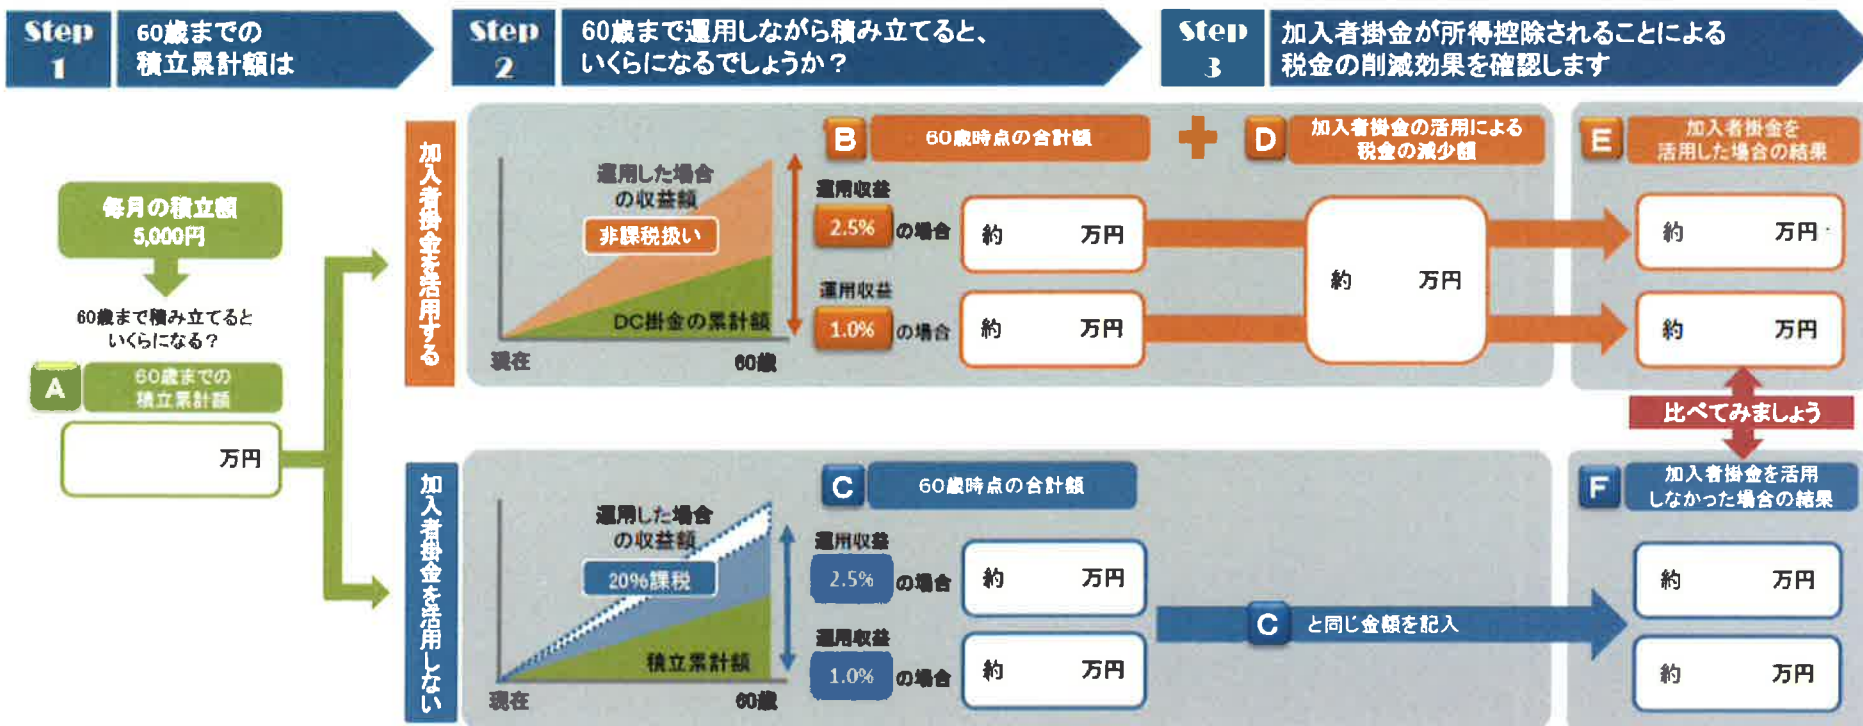 Step 1
60歳までの
積立累計額は
Step 2
60歳まで運用しながら積み立てると、
いくらになるでしょうか？
Step 3
加入者掛金が所得控除されることによる
税金の削減効果を確認します
毎月の積立額
5,000円
60歳まで積み立てると
いくらになる？
A
60歳までの
積立累計額
万円
加入者掛金を活用する
運用した場合
の収益額
非課税扱い
DC掛金の累計額
現在
60歳
B
60歳時点の合計額
運用収益
2.5% の場合
約 万円
運用収益
1.0% の場合
約 万円
D
加入者掛金の活用による
税金の減少額
約 万円
E
加入者掛金を
活用した場合の結果
約 万円
約 万円
比べてみましょう
加入者掛金を活用しない
運用した場合
の収益額
20%課税
積立累計額
現在
60歳
C
60歳時点の合計額
運用収益
2.5% の場合
約 万円
運用収益
1.0% の場合
約 万円
C と同じ金額を記入
F
加入者掛金を活用
しなかった場合の結果
約 万円
約 万円